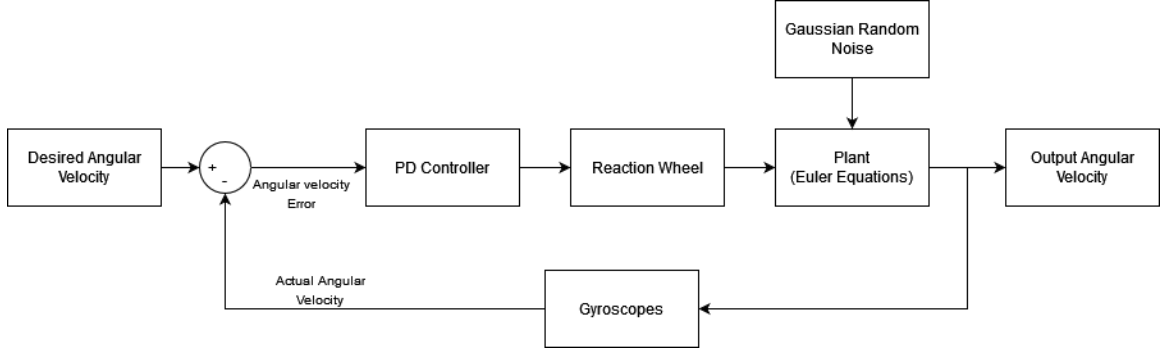 Gaussian Random
Noise
Desired Angular
Velocity
+
-
Angular velocity
Error
PD Controller
Reaction Wheel
Plant
(Euler Equations)
Output Angular
Velocity
Actual Angular
Velocity
Gyroscopes